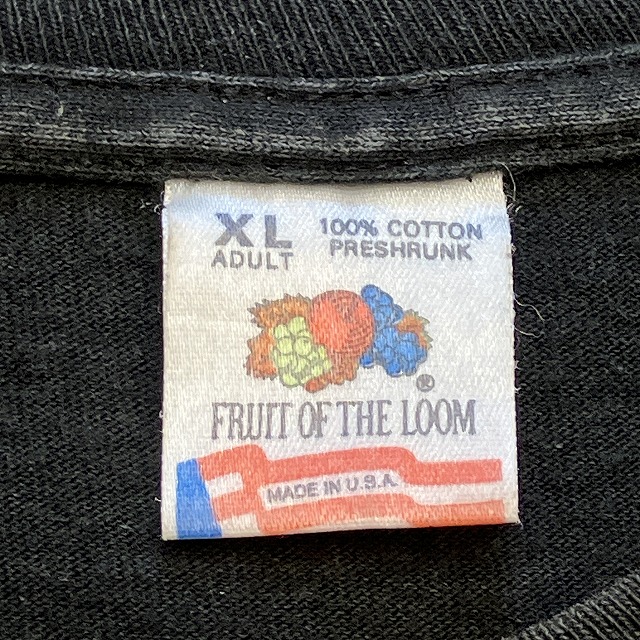 XL
ADULT
100% COTTON
PRESHRUNK
®
FRUIT OF THE LOOM
MADE IN U.S.A.